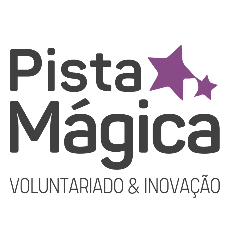 Pista
Mágica
VOLUNTARIADO & INOVAÇÃO